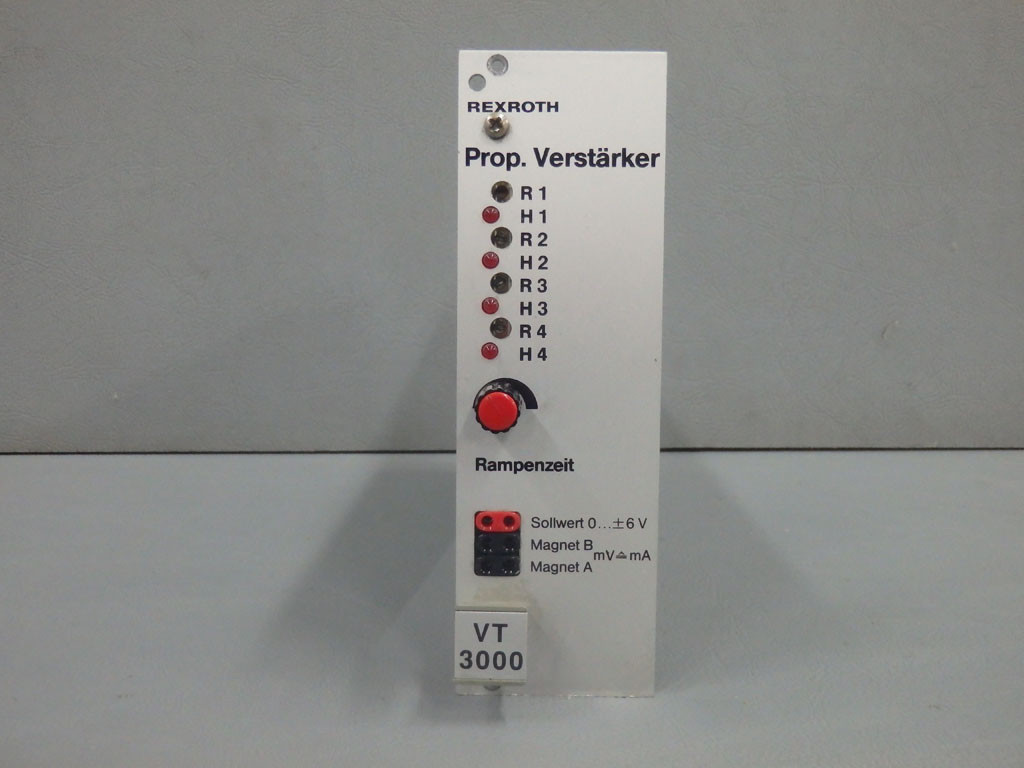 REXROTH
Prop. Verstärker
R 1
H 1
R 2
H 2
R 3
H 3
R 4
H 4
Rampenzeit
Sollwert 0...±6 V
Magnet B
mV≙mA
Magnet A
VT
3000